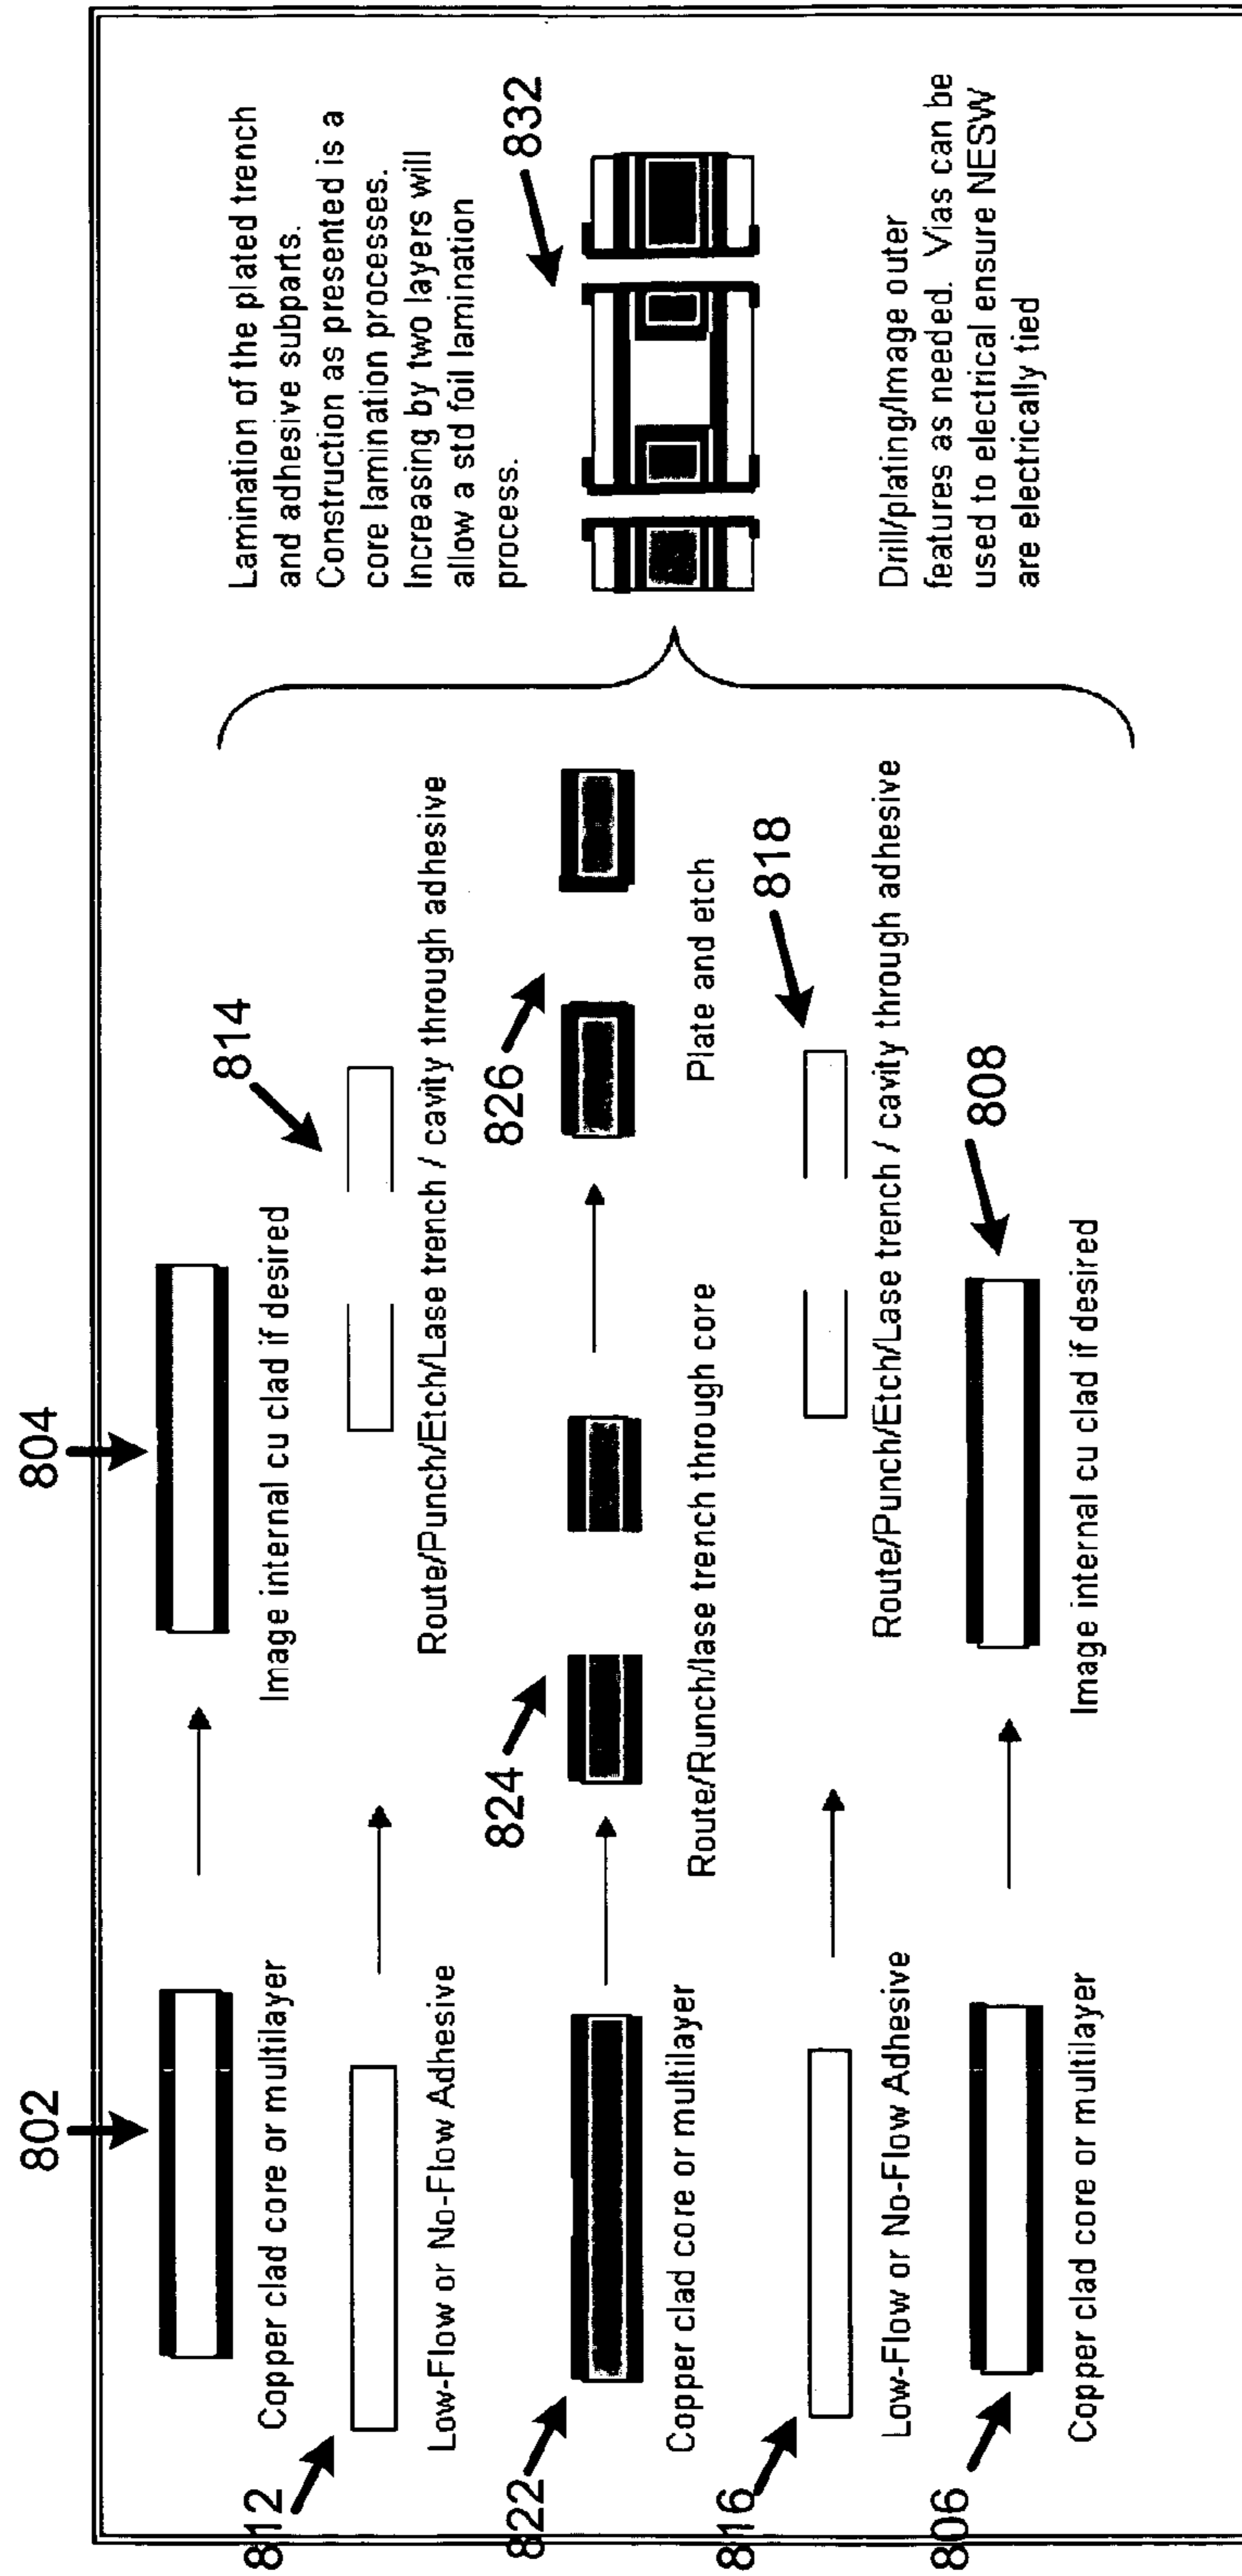 802
804
Copper clad core or multilayer
Image internal cu clad if desired
812
814
Low-Flow or No-Flow Adhesive
Route/Punch/Etch/Lase trench / cavity through adhesive
822
824
826
Copper clad core or multilayer
Route/Runch/lase trench through core
Plate and etch
816
818
Low-Flow or No-Flow Adhesive
Route/Punch/Etch/Lase trench / cavity through adhesive
806
808
Copper clad core or multilayer
Image internal cu clad if desired
Lamination of the plated trench
and adhesive subparts.
Construction as presented is a
core lamination processes.
Increasing by two layers will
allow a std foil lamination
process.
832
Drill/plating/Image outer
features as needed. Vias can be
used to electrical ensure NESW
are electrically tied